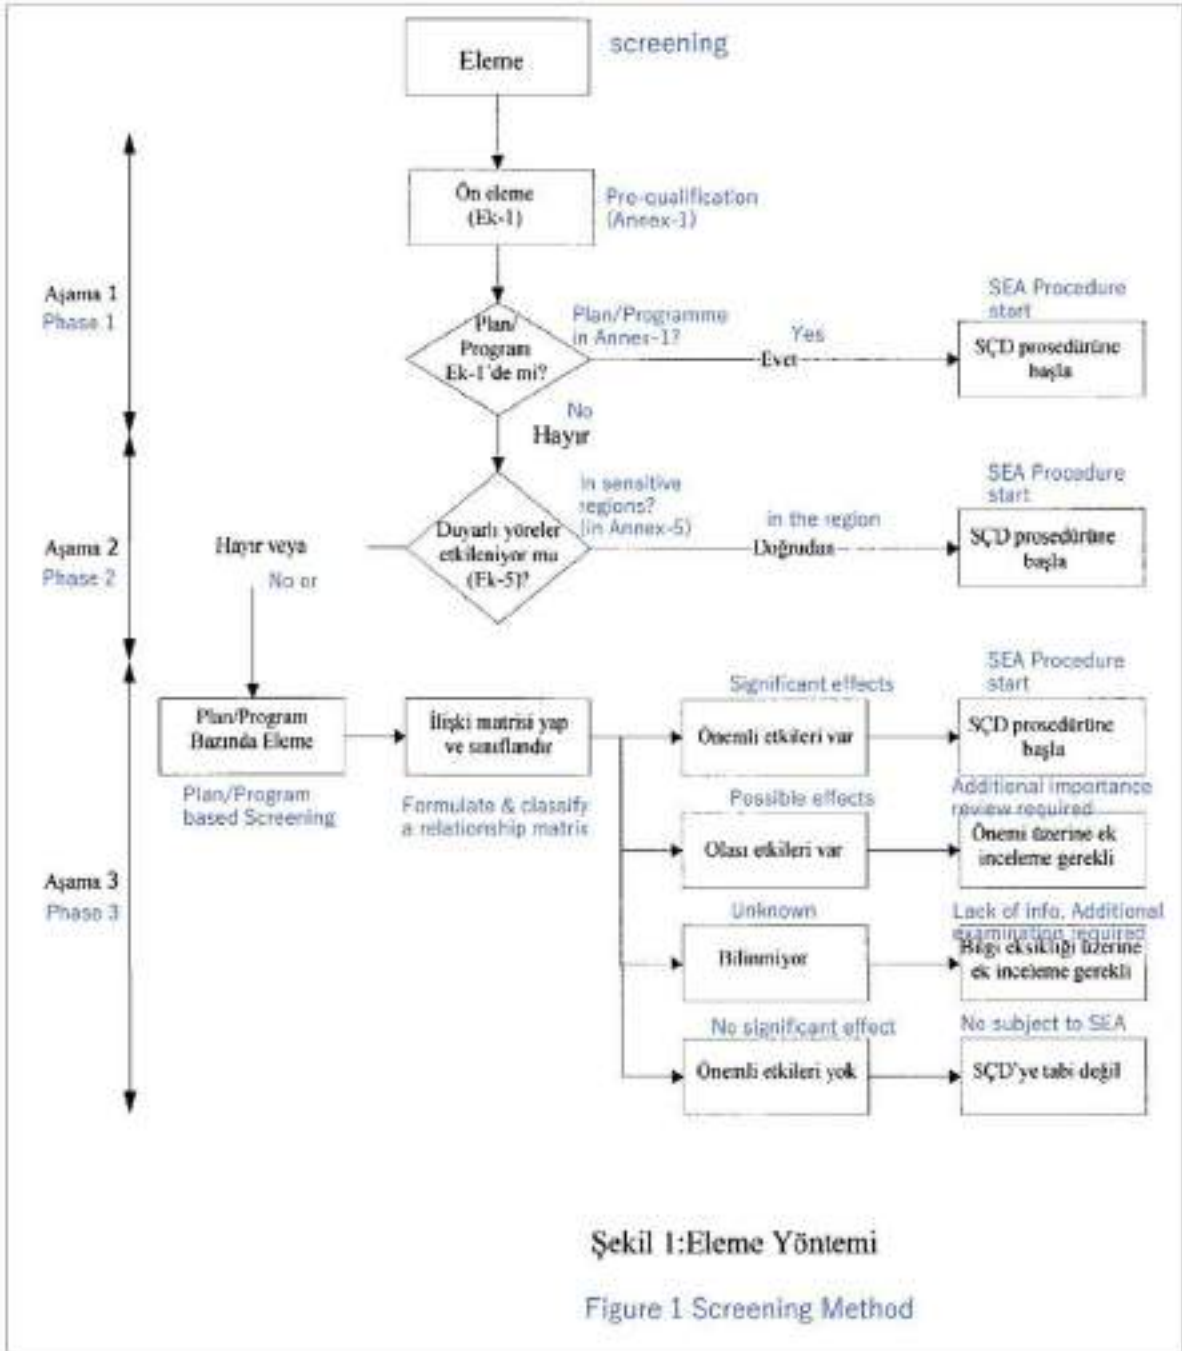 Eleme
screening
Ön eleme
(Ek-1)
Pre-qualification
(Annex-1)
Aşama 1
Phase 1
Plan/
Program
Ek-1'de mi?
Plan/Programme
in Annex-1?
Yes
Evet
SEA Procedure
start
SÇD prosedürüne
başla
No
Hayır
Aşama 2
Phase 2
Duyarlı yöreler
etkileniyor mu
(Ek-5)?
In sensitive
regions?
(in Annex-5)
in the region
Doğrudan
SEA Procedure
start
SÇD prosedürüne
başla
Hayır veya
No or
Aşama 3
Phase 3
Plan/Program
Bazında Eleme
Plan/Program
based Screening
İlişki matrisi yap
ve sınıflandır
Formulate & classify
a relationship matris
Significant effects
Önemli etkileri var
SEA Procedure
start
SÇD prosedürüne
başla
Possible effects
Olası etkileri var
Additional importance
review required
Önemi üzerine ek
inceleme gerekli
Unknown
Bilinmiyor
Lack of info, Additional
examination required
Bilgi eksikliği üzerine
ek inceleme gerekli
No significant effect
Önemli etkileri yok
No subject to SEA
SÇD'ye tabi değil
Şekil 1:Eleme Yöntemi
Figure 1 Screening Method